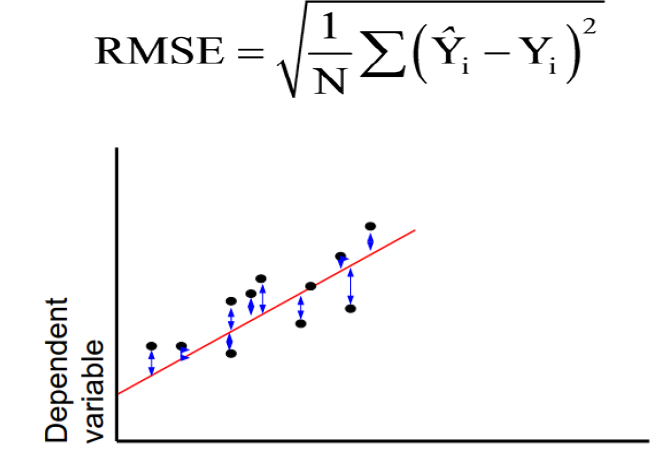 RMSE = √(1/N ∑(Ŷᵢ − Yᵢ)²)
Dependent
variable